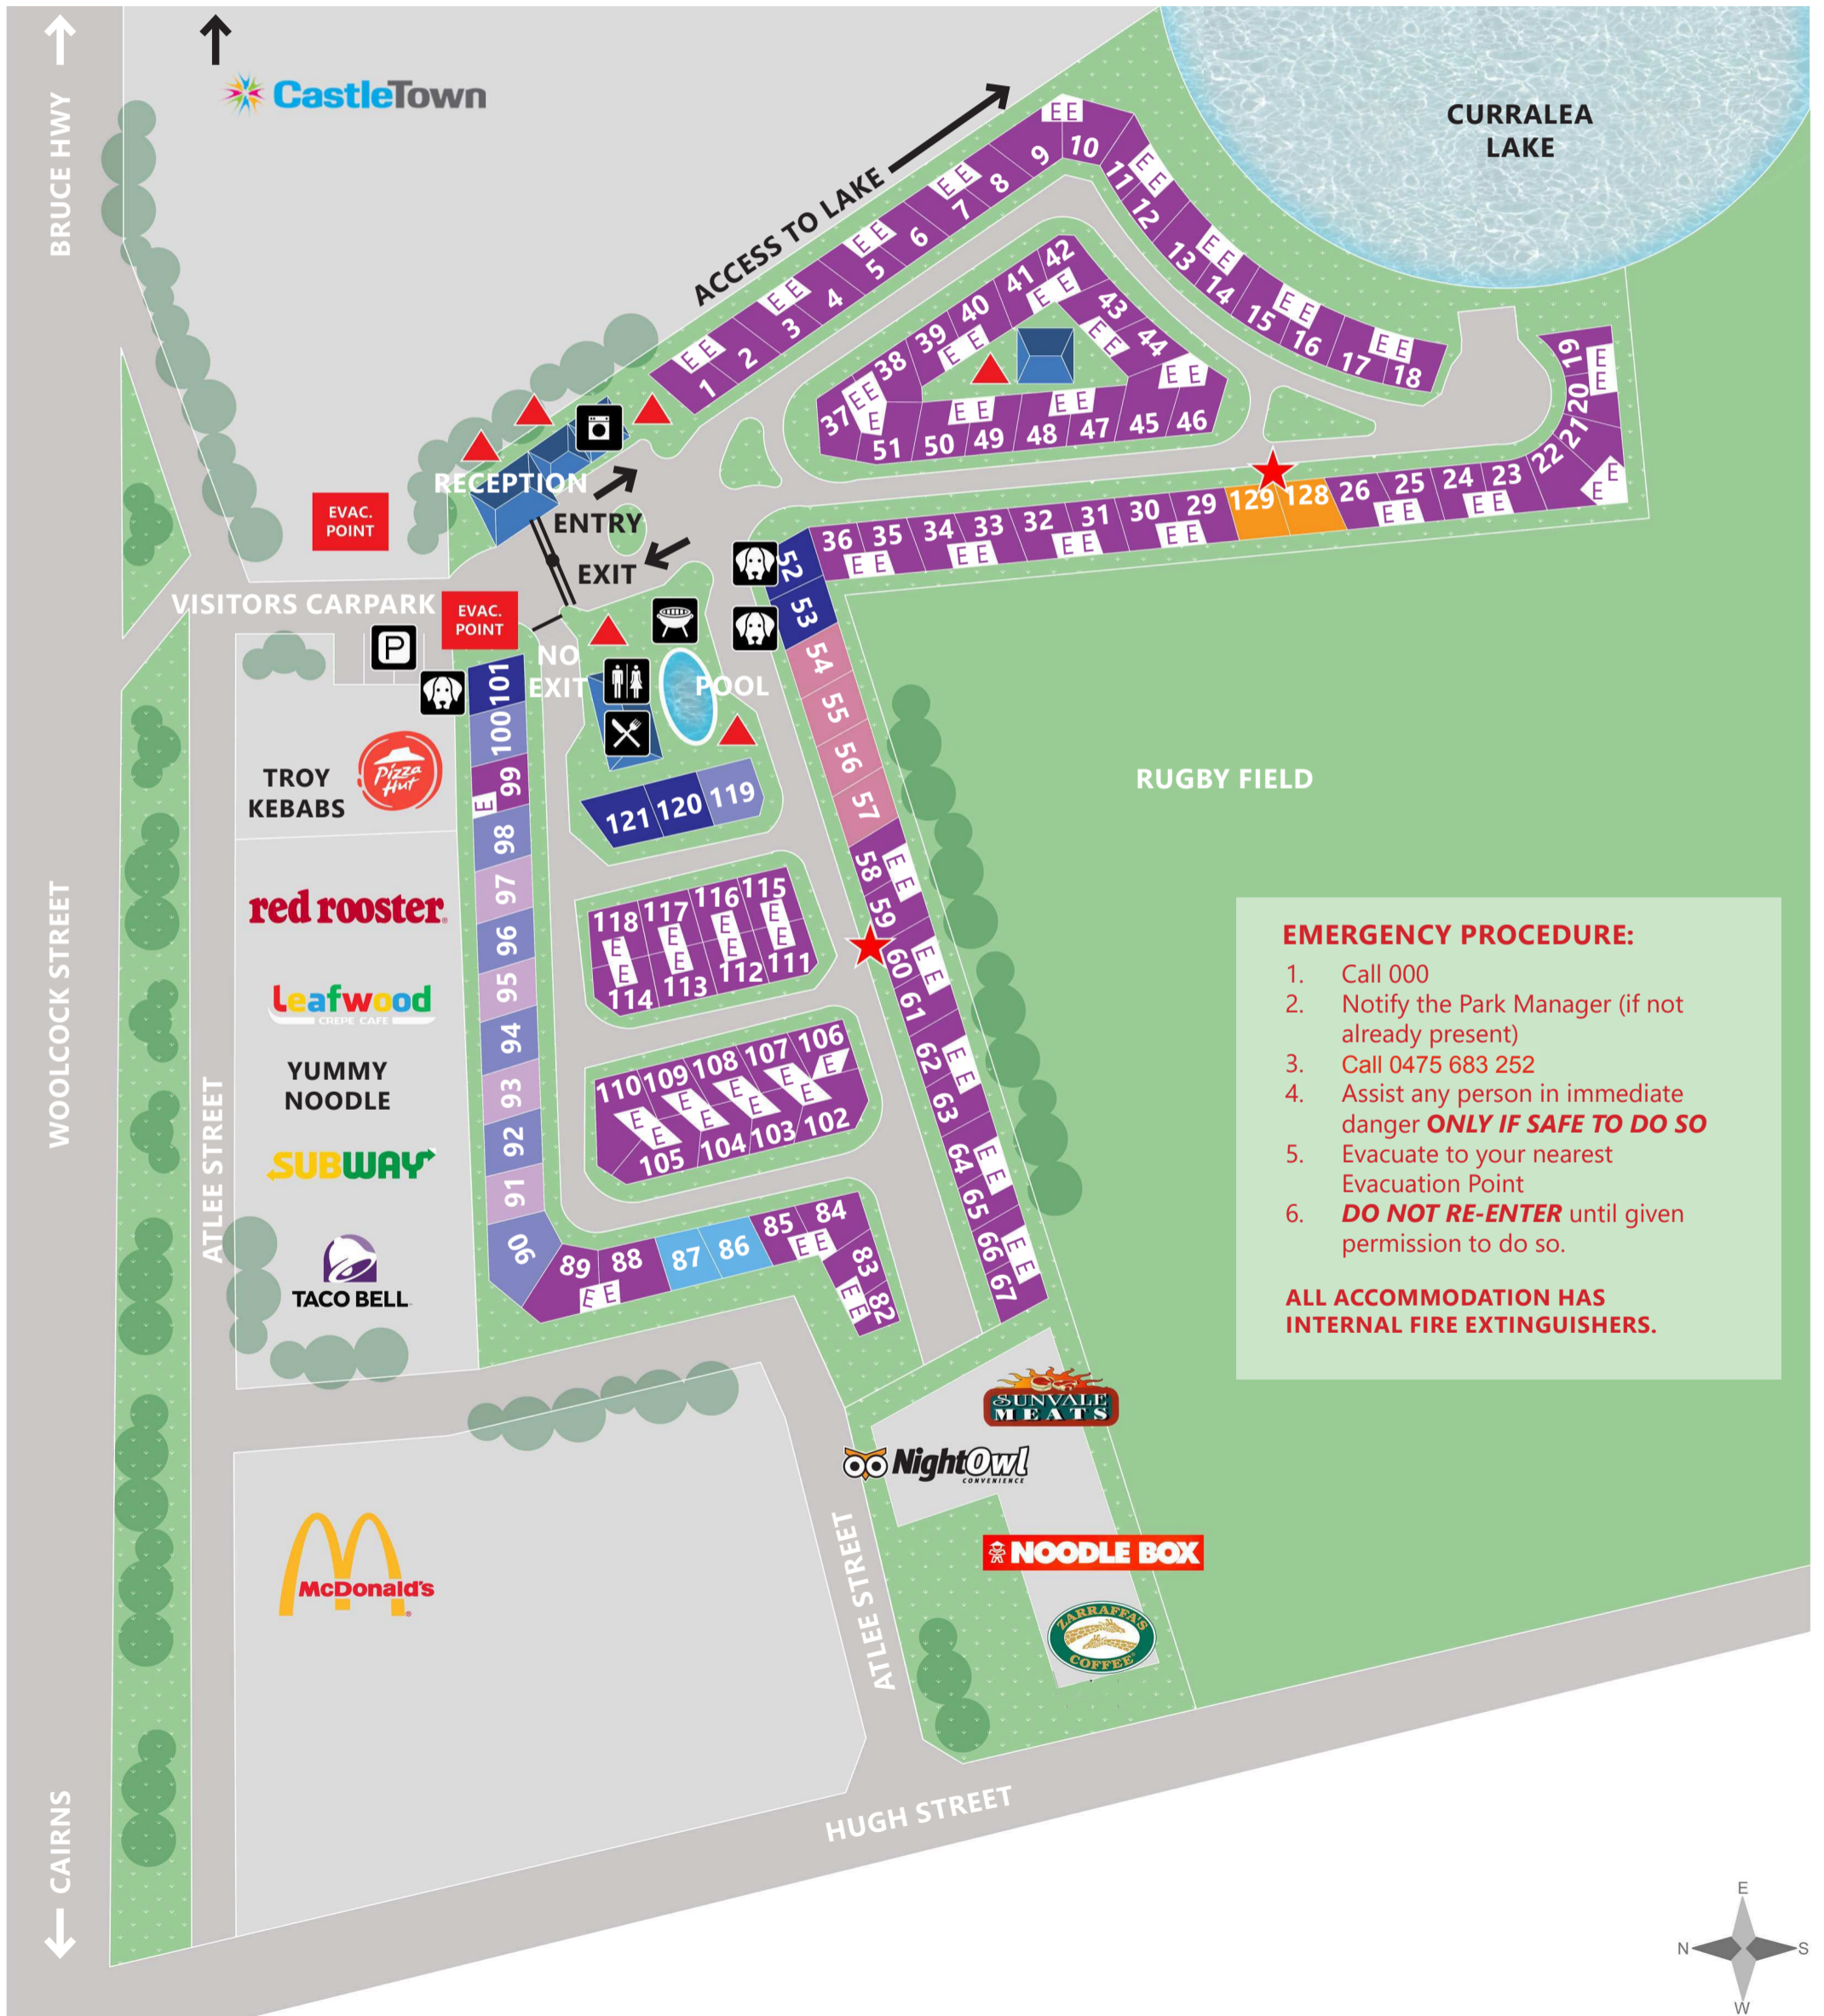 BRUCE HWY
CastleTown
CURRALEA
LAKE
ACCESS TO LAKE
E E
9
10
E E
8
7
E E
6
5
E E
4
3
E E
2
1
11
E E
12
13
E E
14
15
E E
16
17
E E
18
19
E
E
20
21
22
E
E
42
41
E E
40
39
E E
38
37
E E
E
43
44
E E
E E
51
50
49
48
47
45
46
E E
E E
RECEPTION
ENTRY
EXIT
EVAC.
POINT
VISITORS CARPARK
EVAC.
POINT
P
NO
EXIT
POOL
36
35
34
33
32
31
30
29
129
128
26
25
24
23
E E
E E
E E
E E
E E
E E
52
53
54
55
56
57
58
E E
59
60
E E
61
62
E E
63
64
E E
65
66
E E
67
101
100
99
E
98
97
96
95
94
93
92
91
90
121
120
119
118
117
116
115
E
E
E
E
E
E
E
E
114
113
112
111
110
109
108
107
106
E
E
E
E
E
E
E
E
E
105
104
103
102
89
88
87
86
85
84
E E
E E
83
E E
82
TROY
KEBABS
Pizza
Hut
red rooster
Leafwood
CREPE CAFE
YUMMY
NOODLE
SUBWAY
TACO BELL
WOOLCOCK STREET
ATLEE STREET
RUGBY FIELD
EMERGENCY PROCEDURE:
1. Call 000
2. Notify the Park Manager (if not
already present)
3. Call 0475 683 252
4. Assist any person in immediate
danger ONLY IF SAFE TO DO SO
5. Evacuate to your nearest
Evacuation Point
6. DO NOT RE-ENTER until given
permission to do so.
ALL ACCOMMODATION HAS
INTERNAL FIRE EXTINGUISHERS.
SUNVALE
MEATS
NightOwl
CONVENIENCE
NOODLE BOX
ZARRAFFA'S
COFFEE
McDonald's
ATLEE STREET
HUGH STREET
CAIRNS
E
N
S
W